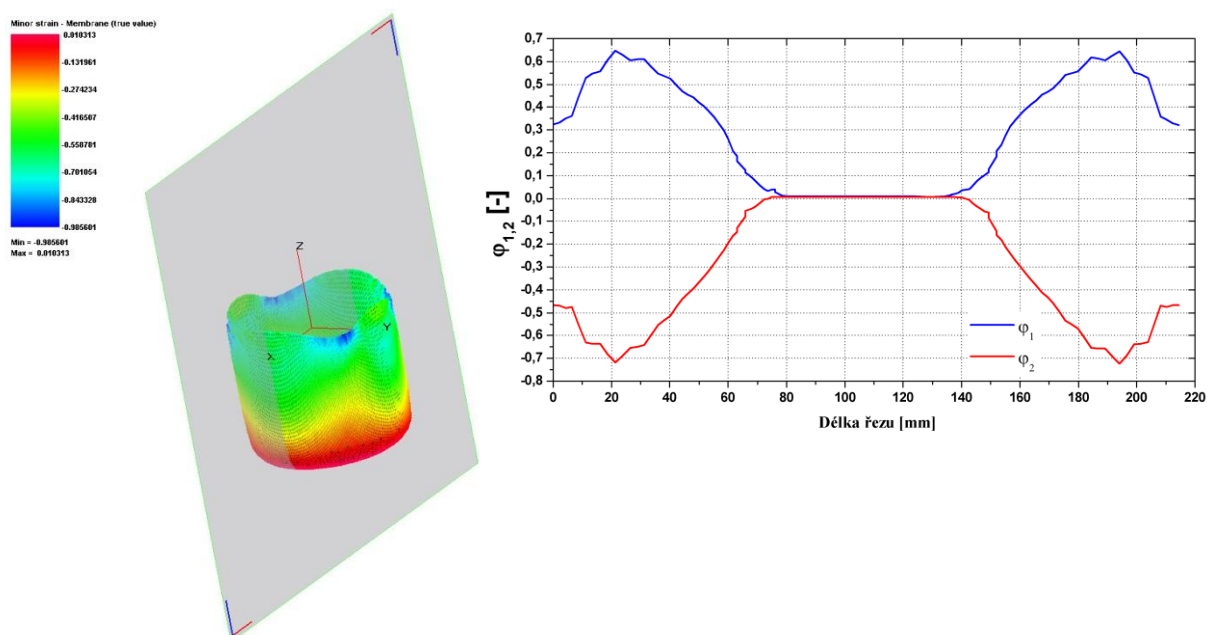 Minor strain - Membrane (true value)
0.010313
-0.131961
-0.274234
-0.416507
-0.558781
-0.701054
-0.843328
-0.985601
Min = -0.985601
Max = 0.010313
Z
X
Y
0,7
0,6
0,5
0,4
0,3
0,2
0,1
0,0
-0,1
-0,2
-0,3
-0,4
-0,5
-0,6
-0,7
-0,8
φ1,2 [-]
φ1
φ2
0 20 40 60 80 100 120 140 160 180 200 220
Délka řezu [mm]